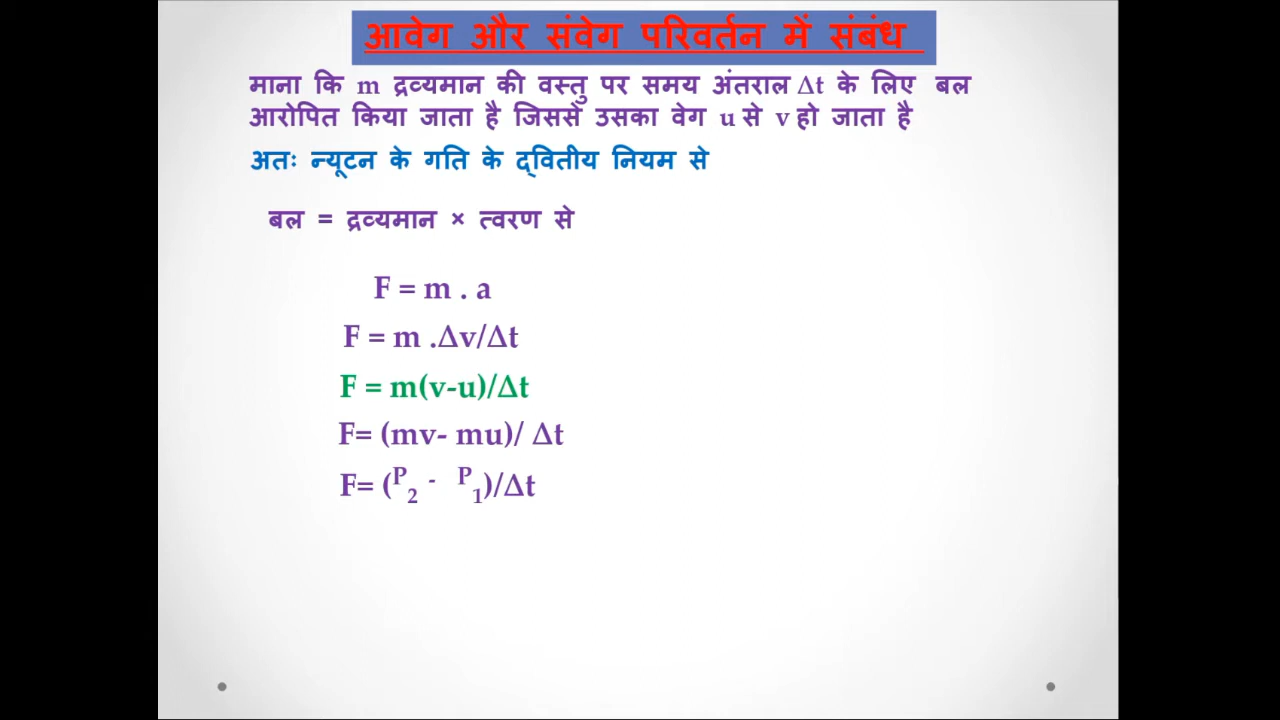 आवेग और संवेग परिवर्तन में संबंध
माना कि m द्रव्यमान की वस्तु पर समय अंतराल Δt के लिए बल
आरोपित किया जाता है जिससे उसका वेग u से v हो जाता है
अतः न्यूटन के गति के द्वितीय नियम से
बल = द्रव्यमान × त्वरण से
F = m . a
F = m .Δv/Δt
F = m(v-u)/Δt
F= (mv- mu)/ Δt
F= (P₂ - P₁)/Δt